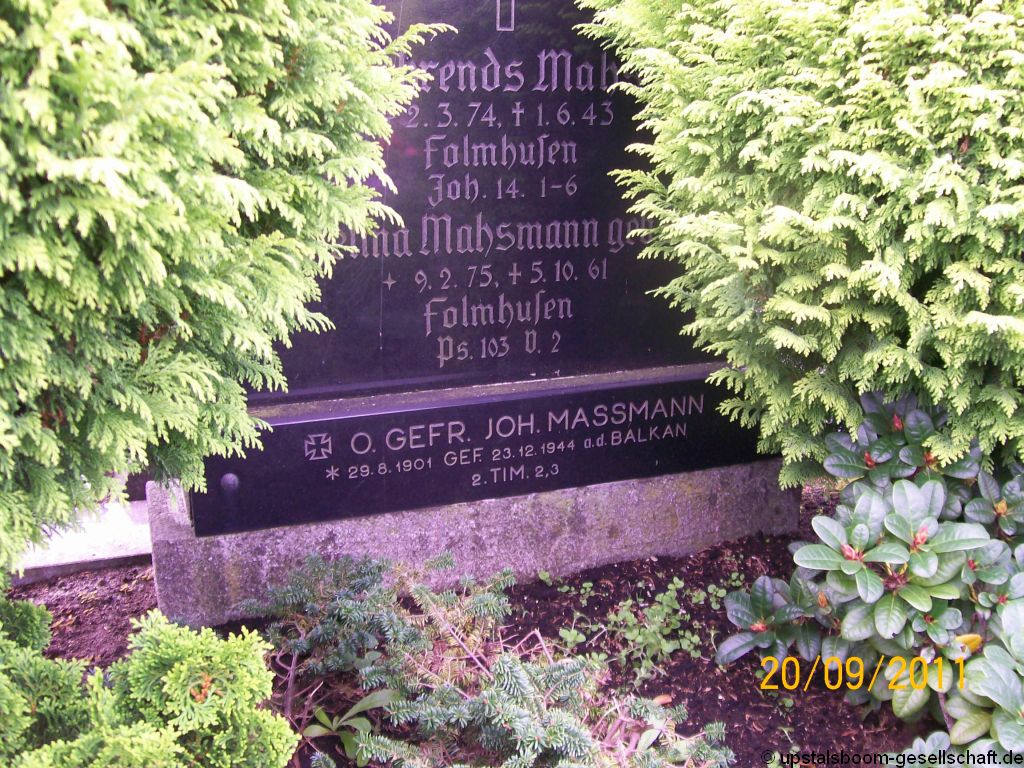 rends Mah
2. 3. 74, † 1. 6. 43
Folmhuſen
Joh. 14. 1-6
nna Mahsmann ge
* 9. 2. 75, † 5. 10. 61
Folmhuſen
Ps. 103 V. 2
O. GEFR. JOH. MASSMANN
* 29.8.1901 GEF. 23.12.1944 a.d. BALKAN
2. TIM. 2,3
20/09/2011
© upstalsboom-gesellschaft.de